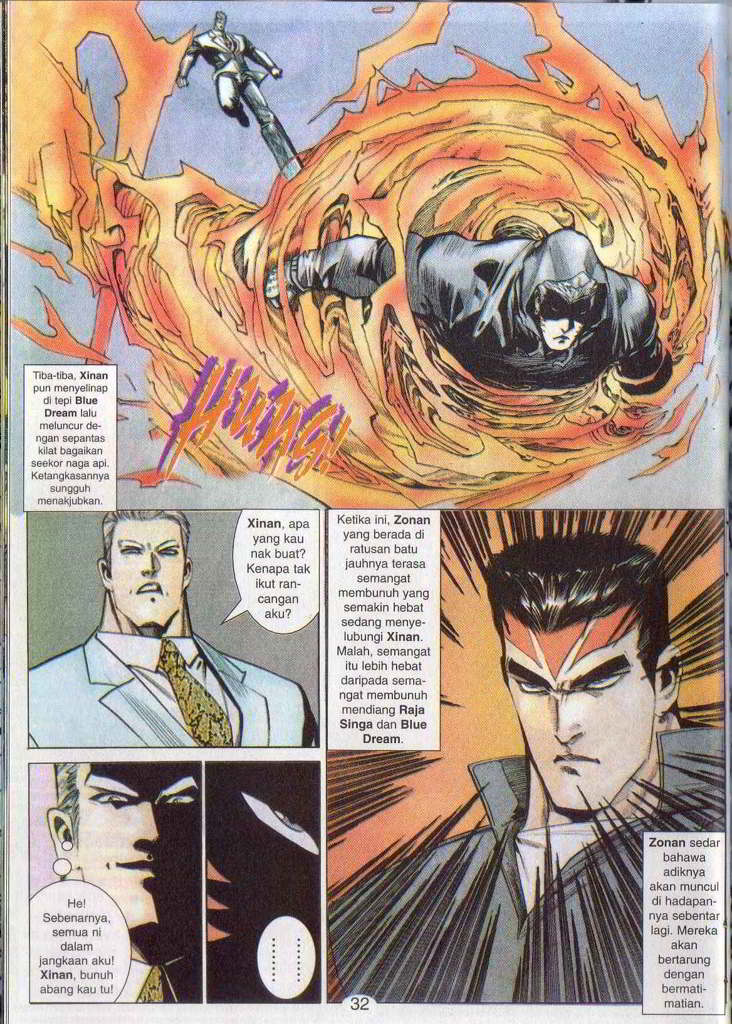 Tiba-tiba, Xinan
pun menyelinap
di tepi Blue
Dream lalu
meluncur de-
ngan sepantas
kilat bagaikan
seekor naga api.
Ketangkasannya
sungguh
menakjubkan.
Hiung!
Xinan, apa
yang kau
nak buat?
Kenapa tak
ikut ran-
cangan
aku?
Ketika ini, Zonan
yang berada di
ratusan batu
jauhnya terasa
semangat
membunuh yang
semakin hebat
sedang menye-
lubungi Xinan.
Malah, semangat
itu lebih hebat
daripada sema-
ngat membunuh
mendiang Raja
Singa dan Blue
Dream.
He!
Sebenarnya,
semua ni
dalam
jangkaan aku!
Xinan, bunuh
abang kau tu!
Zonan sedar
bahawa
adiknya
akan muncul
di hadapan-
nya sebentar
lagi. Mereka
akan
bertarung
dengan
bermati-
matian.
32